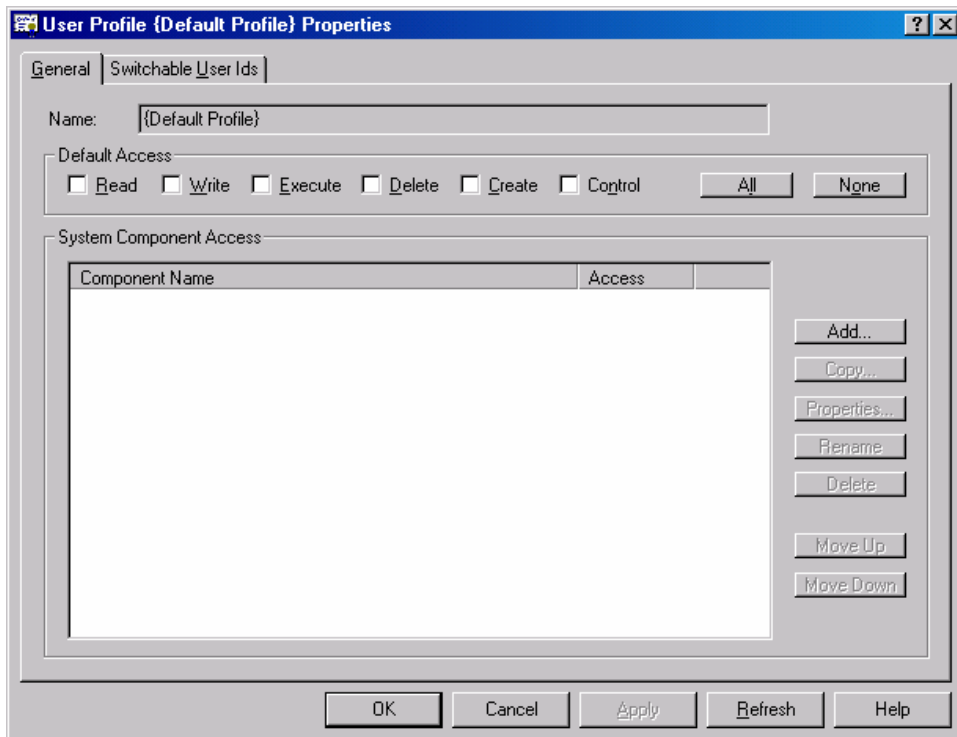 User Profile {Default Profile} Properties
General Switchable User Ids
Name: {Default Profile}
Default Access
Read Write Execute Delete Create Control All None
System Component Access
Component Name Access
Add...
Copy...
Properties...
Rename
Delete
Move Up
Move Down
OK Cancel Apply Refresh Help